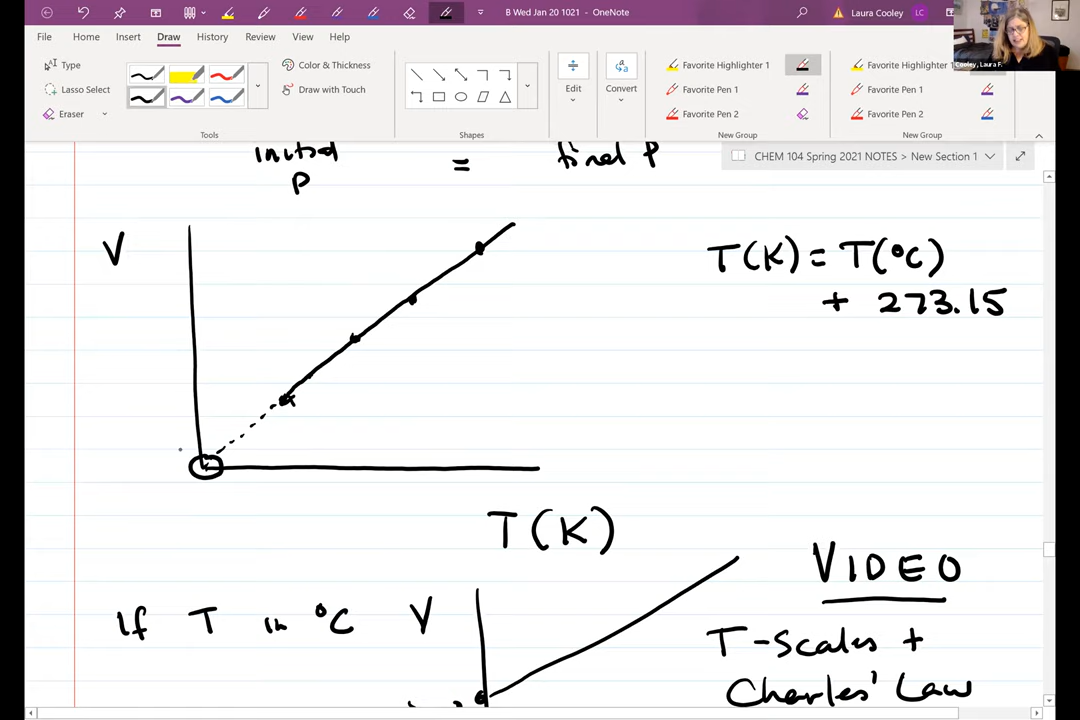 B Wed Jan 20 1021 - OneNote
Laura Cooley
LC
File Home Insert Draw History Review View Help
Cooley, Laura F.
Type
Lasso Select
Eraser
Tools
Color & Thickness
Draw with Touch
Shapes
Edit
Convert
Favorite Highlighter 1
Favorite Pen 1
Favorite Pen 2
New Group
Favorite Highlighter 1
Favorite Pen 1
Favorite Pen 2
New Group
CHEM 104 Spring 2021 NOTES > New Section 1
initial P = final P
V
T(K) = T(°C)
+ 273.15
T(K)
VIDEO
If T in °C V
T-Scales +
Charles' Law